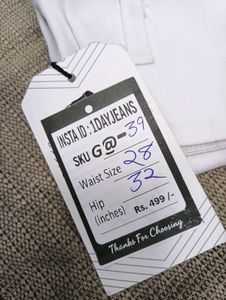 INSTA ID : 1DAYJEANS
SKU G@-39
Waist Size 28
Hip 32
(inches) Rs. 499 /-
Thanks For Choosing